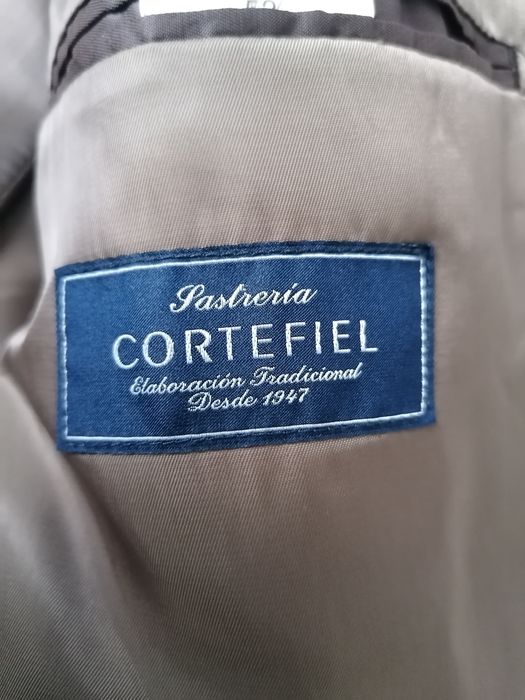 Sastrería
CORTEFIEL
Elaboración Tradicional
Desde 1947